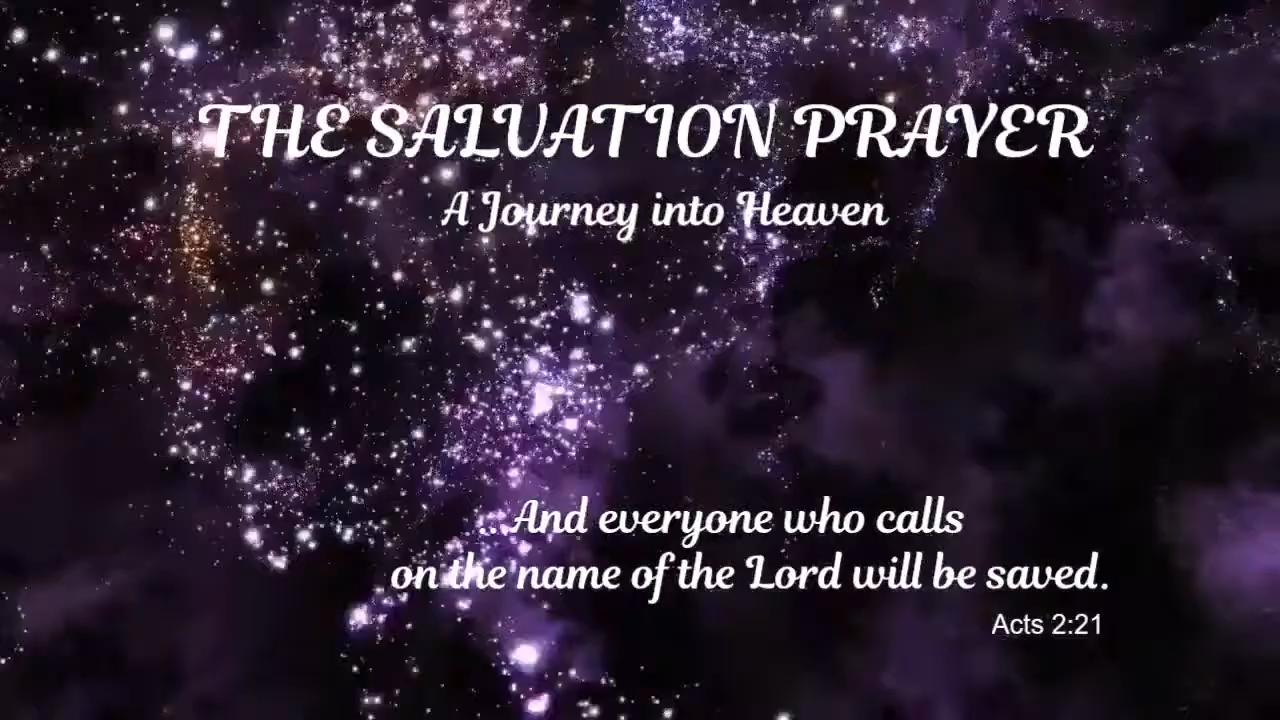 THE SALVATION PRAYER
A Journey into Heaven
...And everyone who calls
on the name of the Lord will be saved.
Acts 2:21